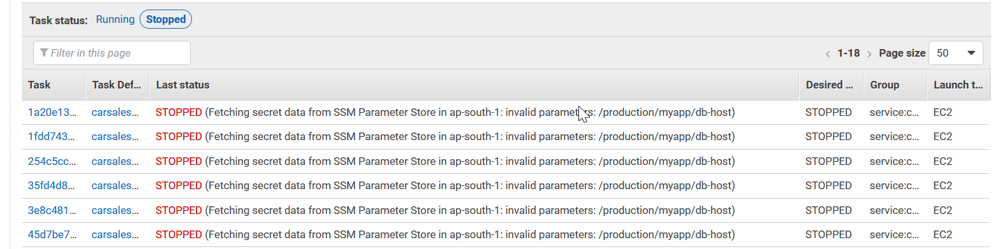 Task status: Running Stopped
Filter in this page < 1-18 > Page size 50
Task Task Def... Last status Desired ... Group Launch t...
1a20e13... carsales... STOPPED (Fetching secret data from SSM Parameter Store in ap-south-1: invalid parameters: /production/myapp/db-host) STOPPED service:c... EC2
1fdd743... carsales... STOPPED (Fetching secret data from SSM Parameter Store in ap-south-1: invalid parameters: /production/myapp/db-host) STOPPED service:c... EC2
254c5cc... carsales... STOPPED (Fetching secret data from SSM Parameter Store in ap-south-1: invalid parameters: /production/myapp/db-host) STOPPED service:c... EC2
35fd4d8... carsales... STOPPED (Fetching secret data from SSM Parameter Store in ap-south-1: invalid parameters: /production/myapp/db-host) STOPPED service:c... EC2
3e8c481... carsales... STOPPED (Fetching secret data from SSM Parameter Store in ap-south-1: invalid parameters: /production/myapp/db-host) STOPPED service:c... EC2
45d7be7... carsales... STOPPED (Fetching secret data from SSM Parameter Store in ap-south-1: invalid parameters: /production/myapp/db-host) STOPPED service:c... EC2